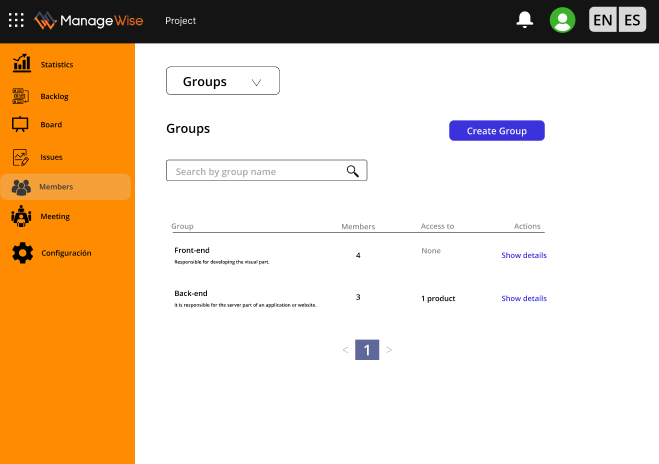 ManageWise
Project
EN ES
Statistics
Backlog
Board
Issues
Members
Meeting
Configuración
Groups
Groups
Create Group
Search by group name
Group Members Access to Actions
Front-end 4 None Show details
Responsible for developing the visual part.
Back-end 3 1 product Show details
It is responsible for the server part of an application or website.
< 1 >